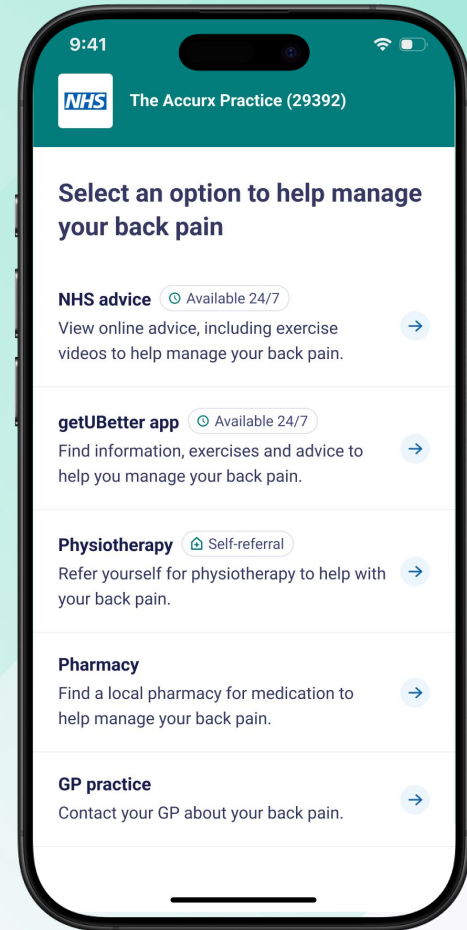 9:41
NHS
The Accurx Practice (29392)
Select an option to help manage
your back pain
NHS advice Available 24/7
View online advice, including exercise
videos to help manage your back pain.
getUBetter app Available 24/7
Find information, exercises and advice to
help you manage your back pain.
Physiotherapy Self-referral
Refer yourself for physiotherapy to help with
your back pain.
Pharmacy
Find a local pharmacy for medication to
help manage your back pain.
GP practice
Contact your GP about your back pain.